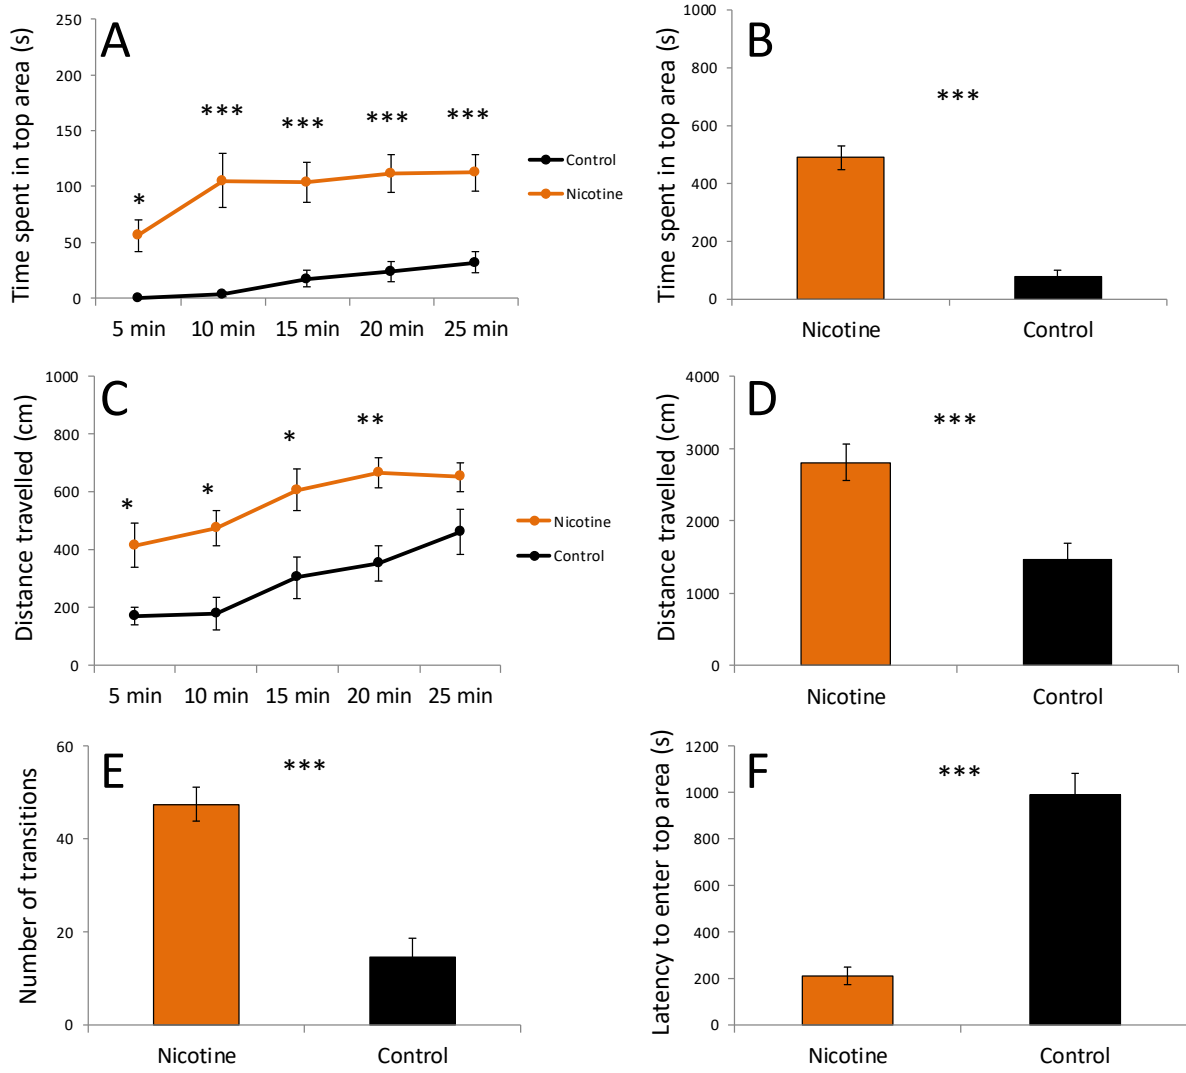 A
Time spent in top area (s)
250
200
150
100
50
0
*
***
***
***
***
Control
Nicotine
5 min 10 min 15 min 20 min 25 min
B
Time spent in top area (s)
1000
800
600
400
200
0
***
Nicotine Control
C
Distance travelled (cm)
1000
800
600
400
200
0
*
*
*
**
Nicotine
Control
5 min 10 min 15 min 20 min 25 min
D
Distance travelled (cm)
4000
3000
2000
1000
0
***
Nicotine Control
E
Number of transitions
60
40
20
0
***
Nicotine Control
F
Latency to enter top area (s)
1200
1000
800
600
400
200
0
***
Nicotine Control